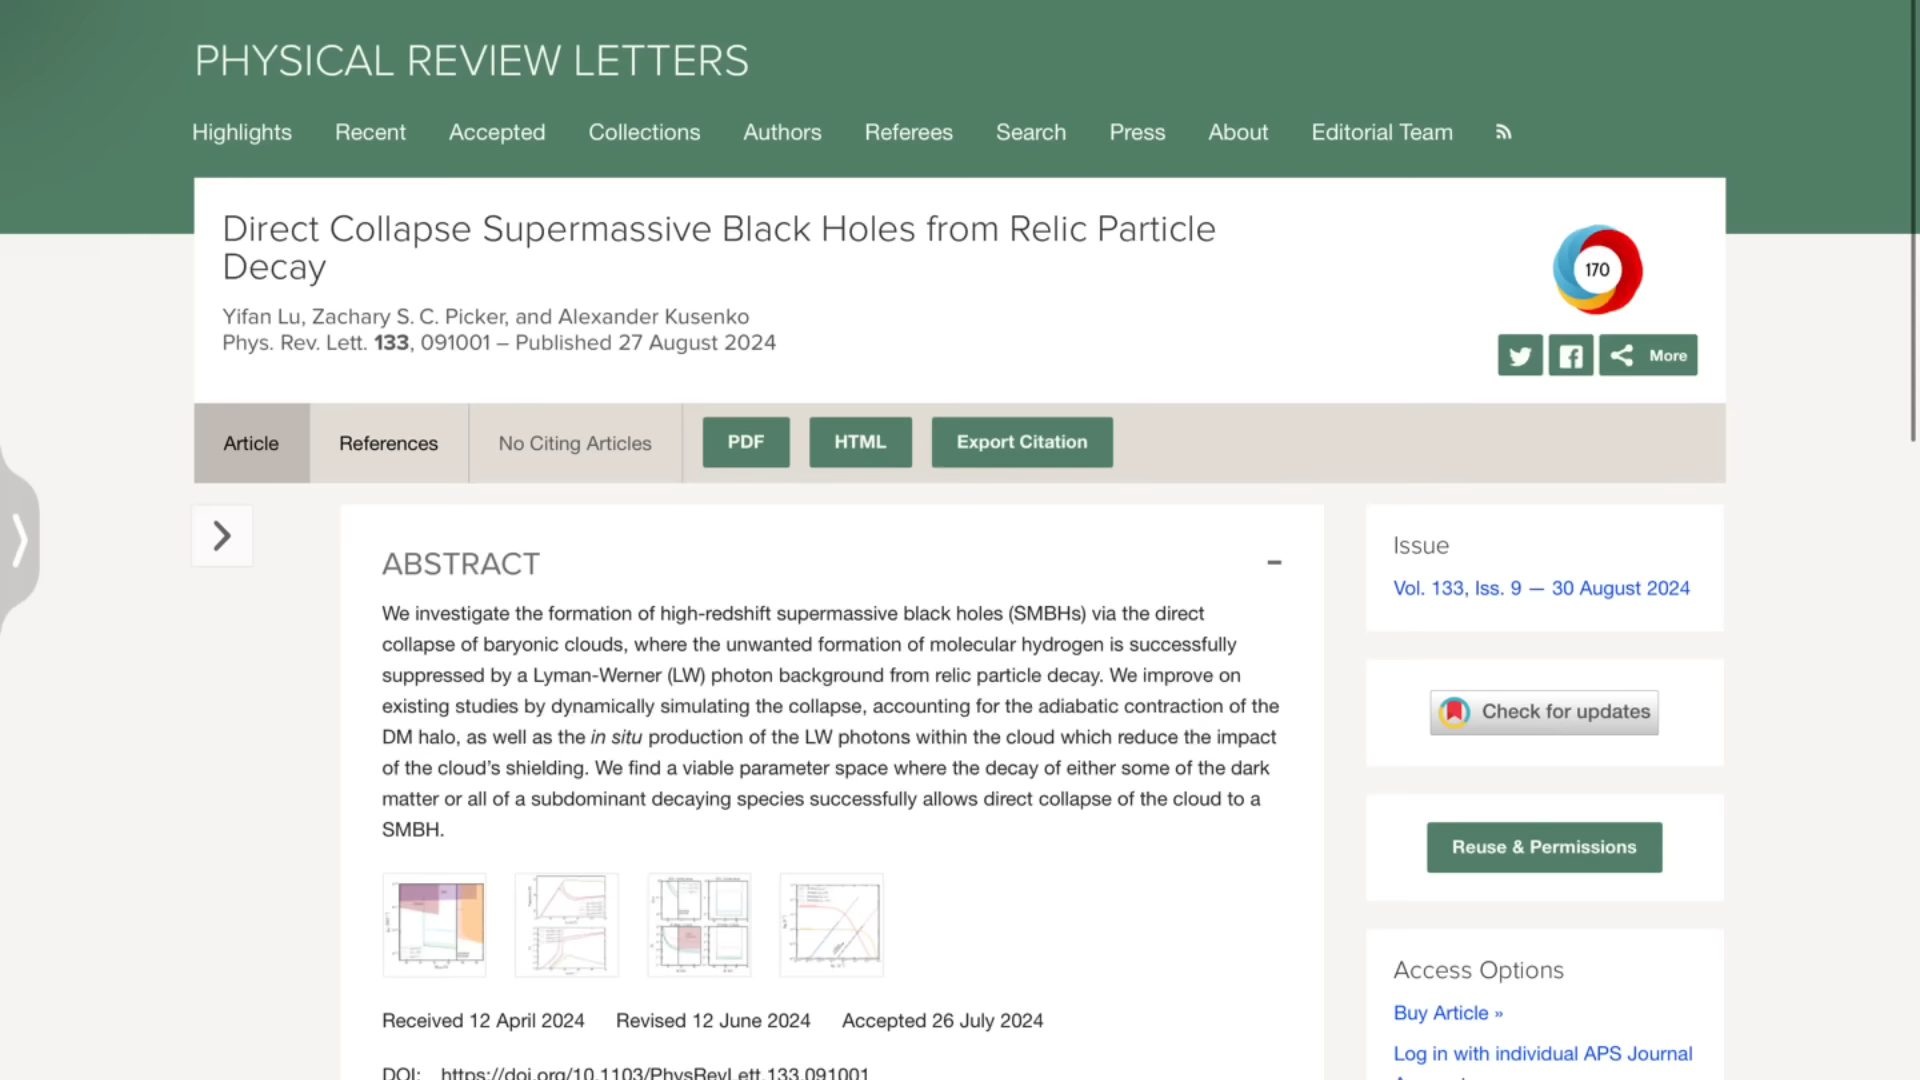 PHYSICAL REVIEW LETTERS
Highlights Recent Accepted Collections Authors Referees Search Press About Editorial Team
Direct Collapse Supermassive Black Holes from Relic Particle
Decay
Yifan Lu, Zachary S. C. Picker, and Alexander Kusenko
Phys. Rev. Lett. 133, 091001 – Published 27 August 2024
170
More
Article References No Citing Articles PDF HTML Export Citation
ABSTRACT
We investigate the formation of high-redshift supermassive black holes (SMBHs) via the direct
collapse of baryonic clouds, where the unwanted formation of molecular hydrogen is successfully
suppressed by a Lyman-Werner (LW) photon background from relic particle decay. We improve on
existing studies by dynamically simulating the collapse, accounting for the adiabatic contraction of the
DM halo, as well as the in situ production of the LW photons within the cloud which reduce the impact
of the cloud’s shielding. We find a viable parameter space where the decay of either some of the dark
matter or all of a subdominant decaying species successfully allows direct collapse of the cloud to a
SMBH.
Received 12 April 2024 Revised 12 June 2024 Accepted 26 July 2024
DOI: https://doi.org/10.1103/PhysRevLett.133.091001
Issue
Vol. 133, Iss. 9 — 30 August 2024
Check for updates
Reuse & Permissions
Access Options
Buy Article »
Log in with individual APS Journal